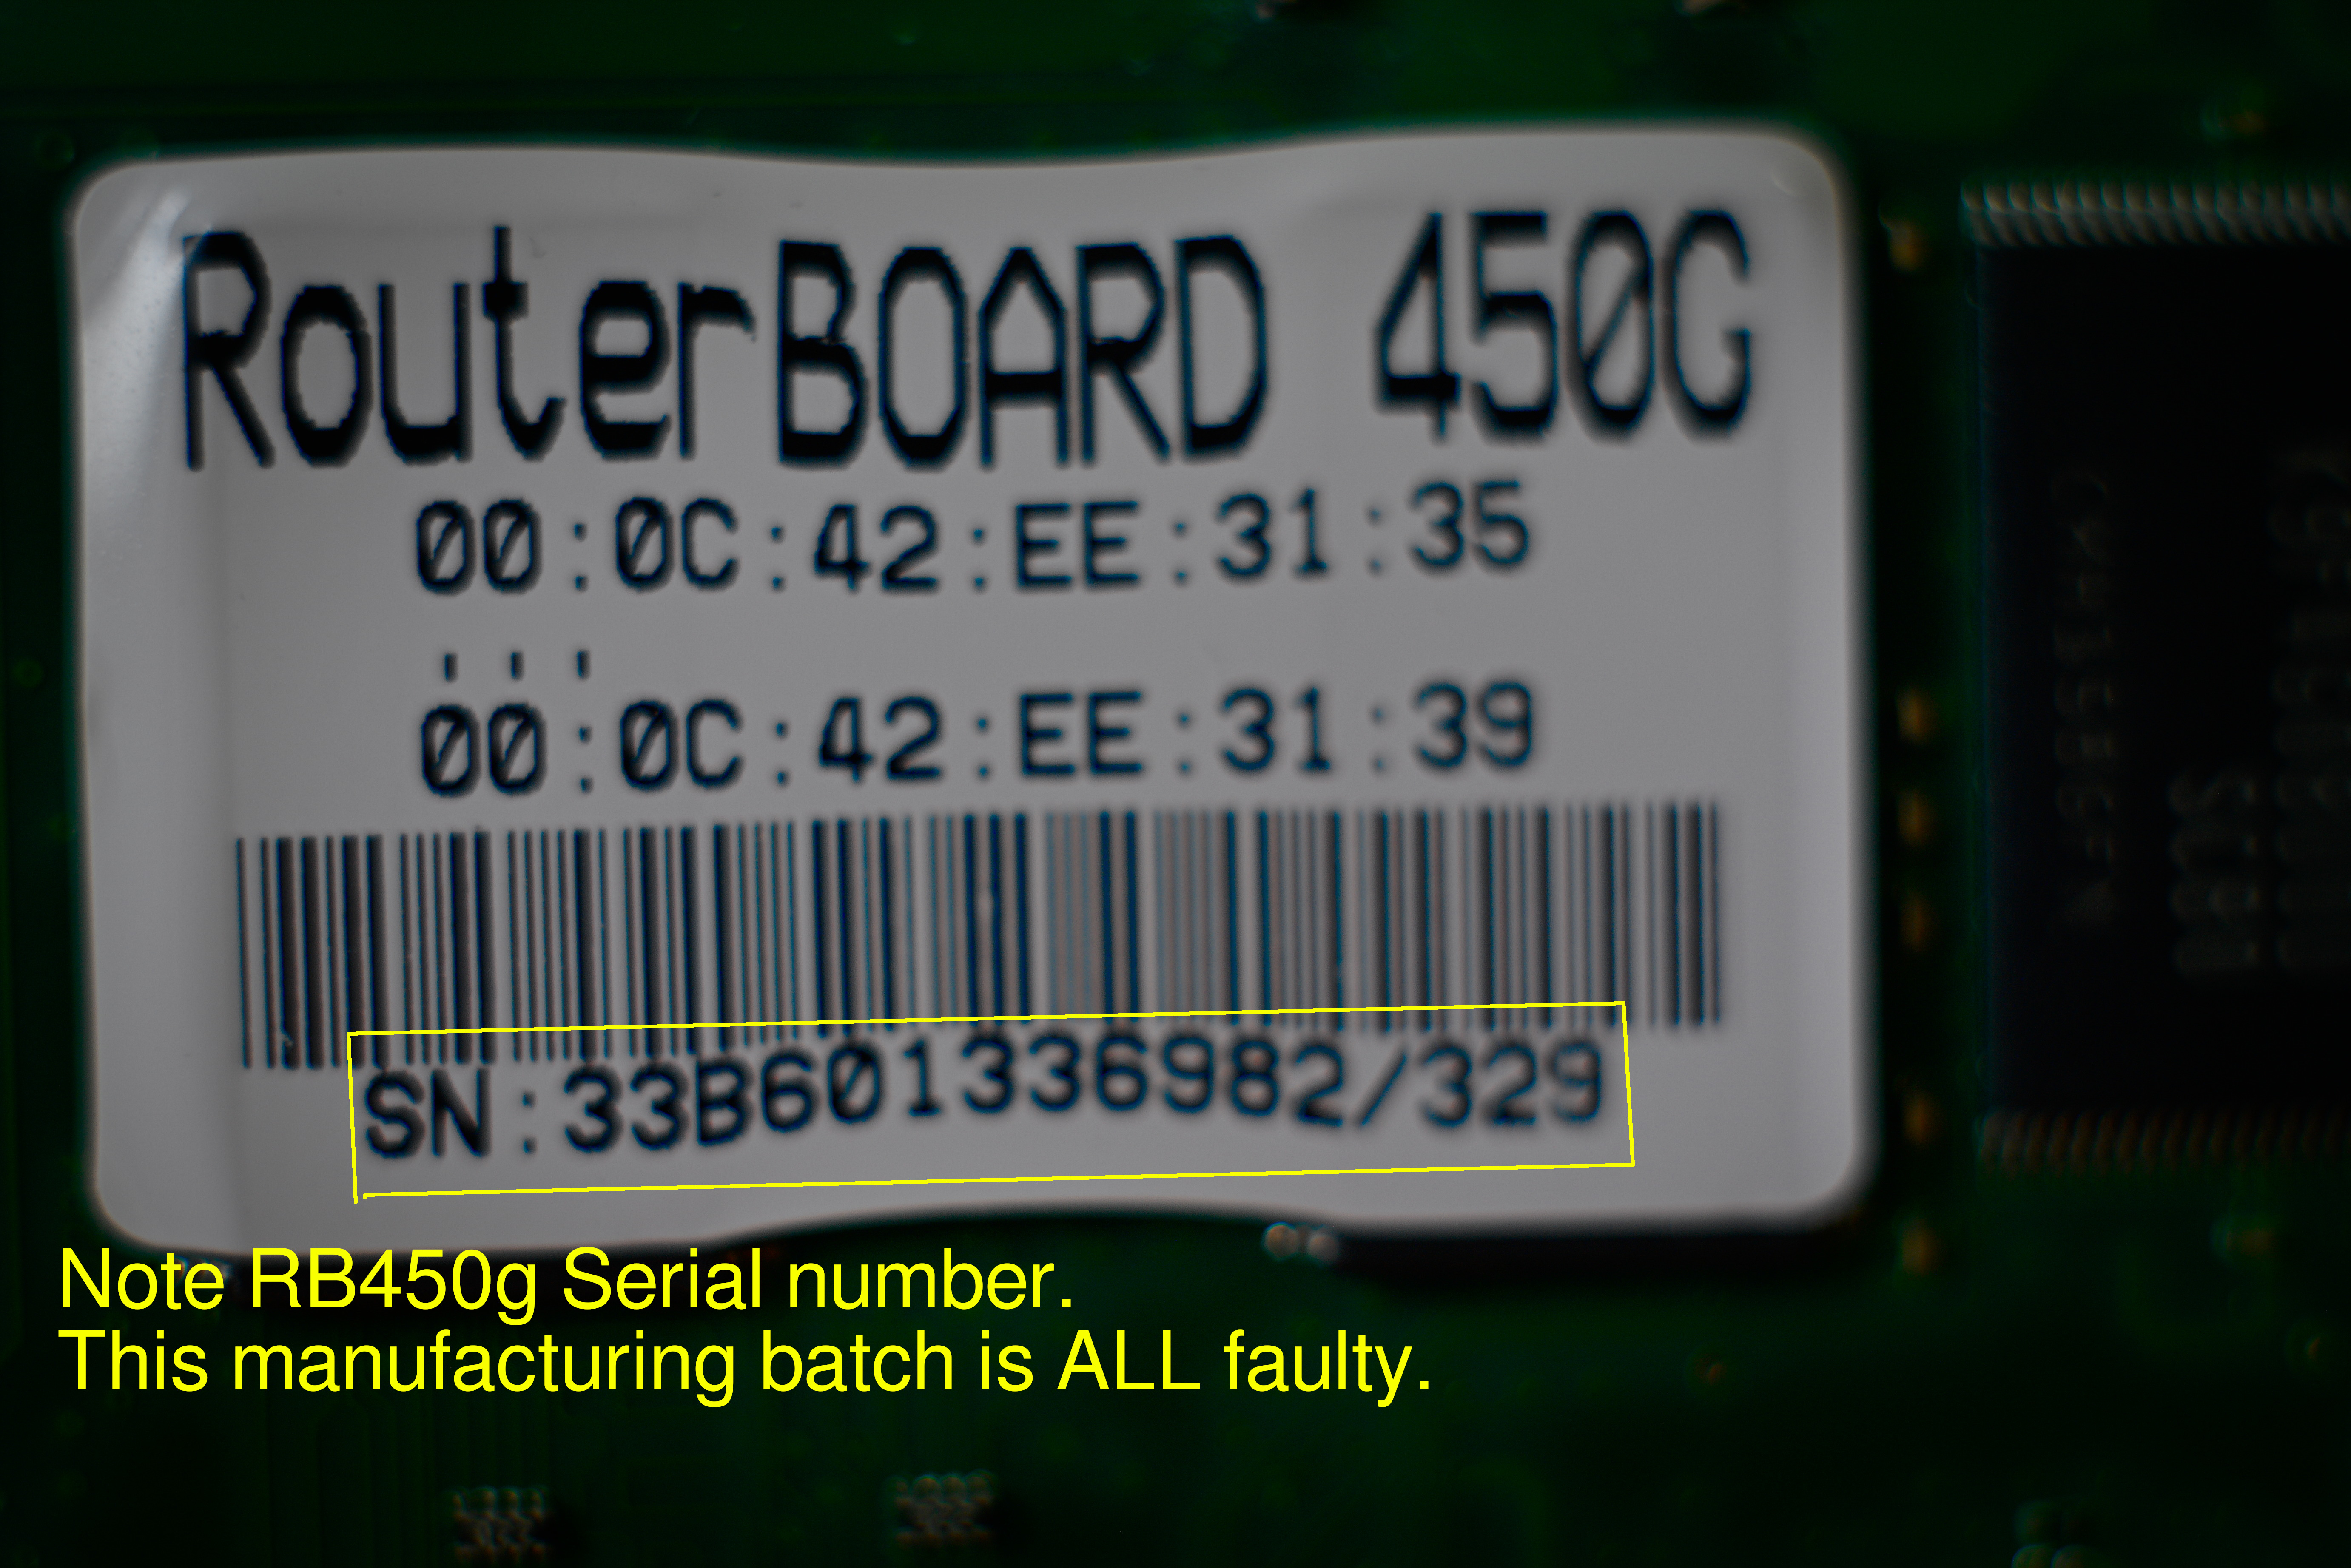 RouterBOARD 450G
00:0C:42:EE:31:35
'''
00:0C:42:EE:31:39
SN:33B601336982/329
Note RB450g Serial number.
This manufacturing batch is ALL faulty.